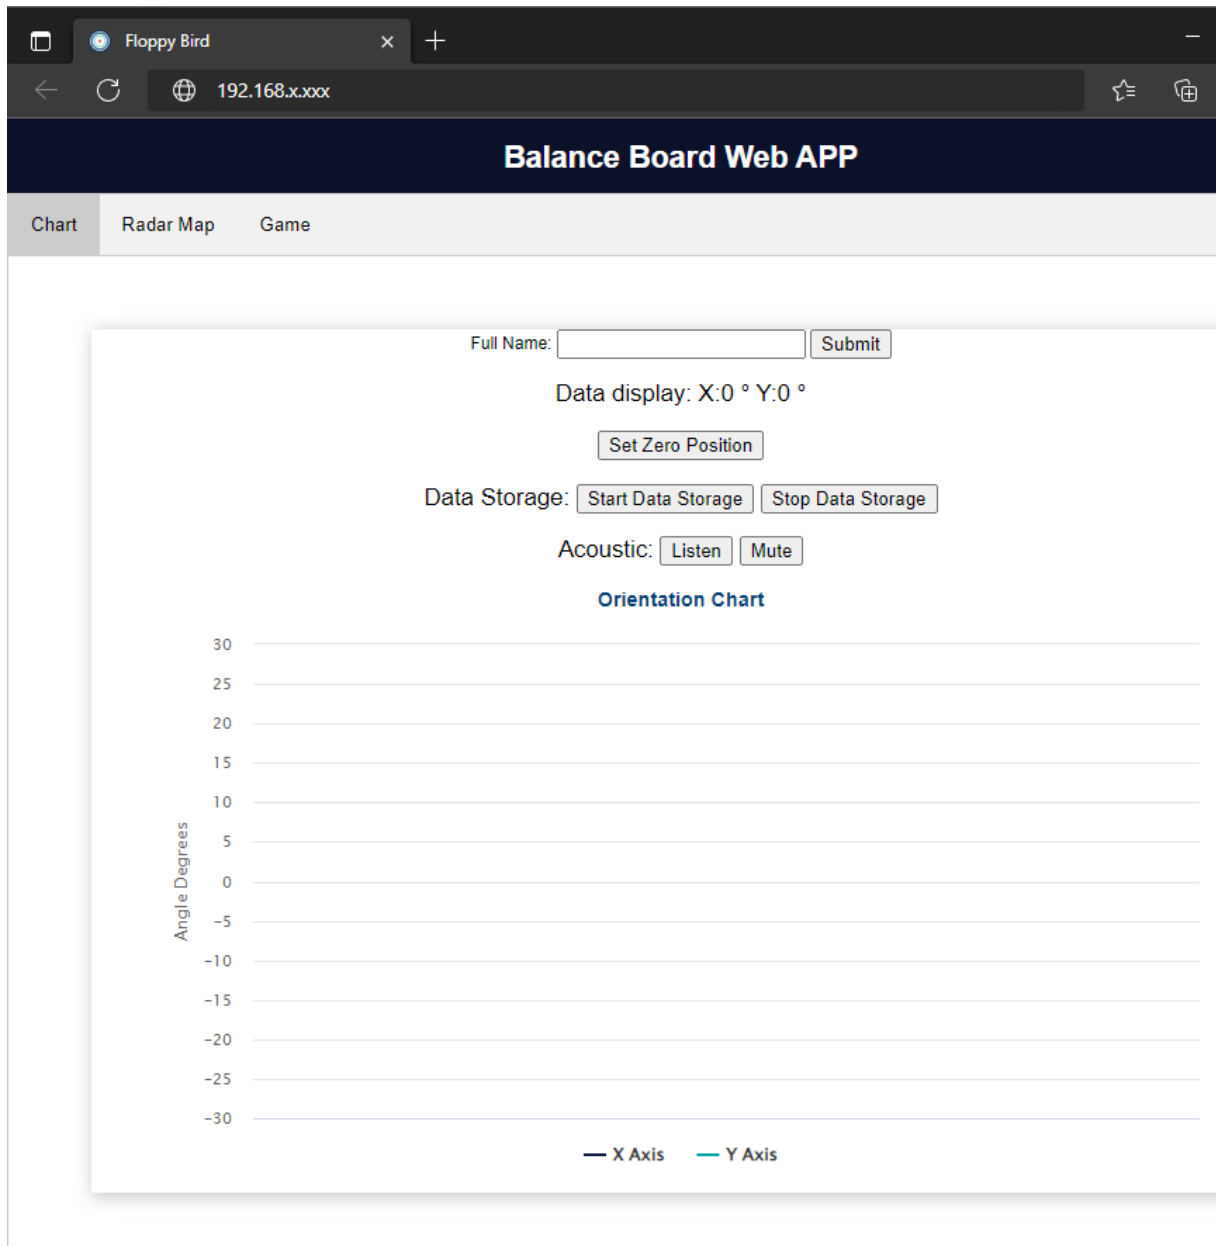 Floppy Bird
192.168.x.xxx
Balance Board Web APP
Chart Radar Map Game
Full Name: Submit
Data display: X:0 ° Y:0 °
Set Zero Position
Data Storage: Start Data Storage Stop Data Storage
Acoustic: Listen Mute
Orientation Chart
30
25
20
15
10
5
0
-5
-10
-15
-20
-25
-30
Angle Degrees
X Axis Y Axis